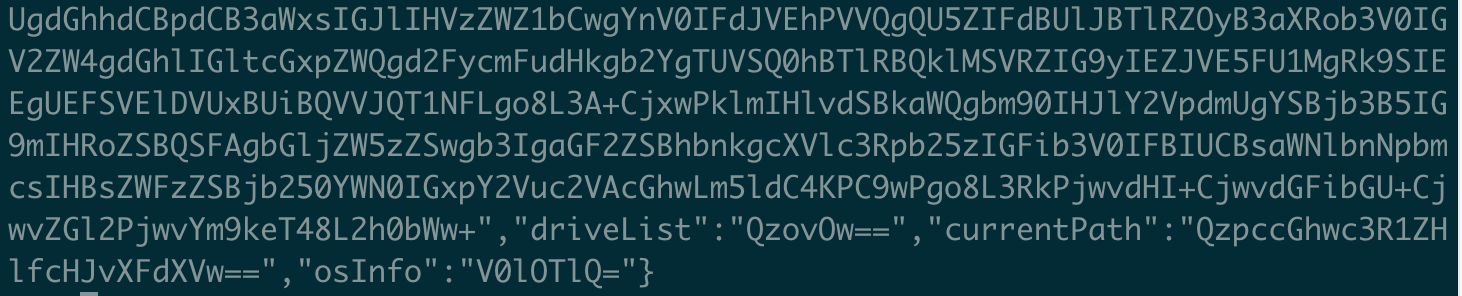 UgdGhhdCBpdCB3aWxsIGJlIHVzZWZ1bCwgYnV0IFdJVEhPVVQgQU5ZIFdBUlJBTlRZOyB3aXRob3V0IG
V2ZW4gdGhlIGltcGxpZWQgd2FycmFudHkgb2YgTUVSQ0hBTlRBQklMSVRZIG9yIEZJVE5FU1MgRk9SIE
EgUEFSVElDVUxBUiBQVVJQT1NFLgo8L3A+CjxwPklmIHlvdSBkaWQgbm90IHJlY2VpdmUgYSBjb3B5IG
9mIHRoZSBQSFAgbGljZW5zZSwgb3IgaGF2ZSBhbnkgcXVlc3Rpb25zIGFib3V0IFBIUCBsaWNlbnNpbm
csIHBsZWFzZSBjb250YWN0IGxpY2Vuc2VAcGhwLm5ldC4KPC9wPgo8L3RkPjwvdHI+CjwvdGFibGU+Cj
wvZGl2PjwvYm9keT48L2h0bWw+","driveList":"QzovOw==","currentPath":"QzpccGhwc3R1ZH
lfcHJvXFdXVw==","osInfo":"V0lOTlQ="}